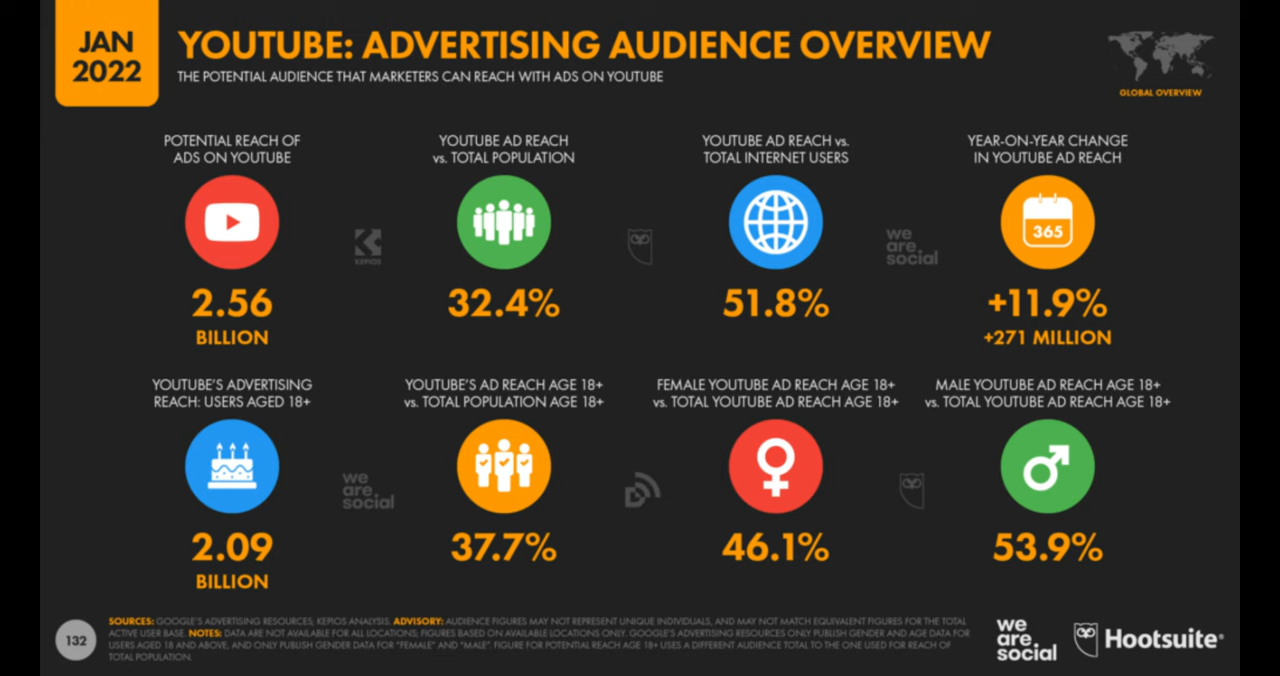 JAN
2022
YOUTUBE: ADVERTISING AUDIENCE OVERVIEW
THE POTENTIAL AUDIENCE THAT MARKETERS CAN REACH WITH ADS ON YOUTUBE
GLOBAL OVERVIEW
POTENTIAL REACH OF
ADS ON YOUTUBE
2.56
BILLION
YOUTUBE AD REACH
vs. TOTAL POPULATION
32.4%
YOUTUBE AD REACH vs.
TOTAL INTERNET USERS
51.8%
YEAR-ON-YEAR CHANGE
IN YOUTUBE AD REACH
365
+11.9%
+271 MILLION
KEPIOS
we
are
social
YOUTUBE'S ADVERTISING
REACH: USERS AGED 18+
2.09
BILLION
YOUTUBE'S AD REACH AGE 18+
vs. TOTAL POPULATION AGE 18+
37.7%
FEMALE YOUTUBE AD REACH AGE 18+
vs. TOTAL YOUTUBE AD REACH AGE 18+
46.1%
MALE YOUTUBE AD REACH AGE 18+
vs. TOTAL YOUTUBE AD REACH AGE 18+
53.9%
we
are
social
132
SOURCES: GOOGLE'S ADVERTISING RESOURCES; KEPIOS ANALYSIS. ADVISORY: AUDIENCE FIGURES MAY NOT REPRESENT UNIQUE INDIVIDUALS, AND MAY NOT MATCH EQUIVALENT FIGURES FOR THE TOTAL
ACTIVE USER BASE. NOTES: DATA ARE NOT AVAILABLE FOR ALL LOCATIONS; FIGURES BASED ON AVAILABLE LOCATIONS ONLY. GOOGLE'S ADVERTISING RESOURCES ONLY PUBLISH GENDER AND AGE DATA FOR
USERS AGED 18 AND ABOVE, AND ONLY PUBLISH GENDER DATA FOR "FEMALE" AND "MALE". FIGURE FOR POTENTIAL REACH AGE 18+ USES A DIFFERENT AUDIENCE TOTAL TO THE ONE USED FOR REACH OF
TOTAL POPULATION.
we
are
social
Hootsuite®